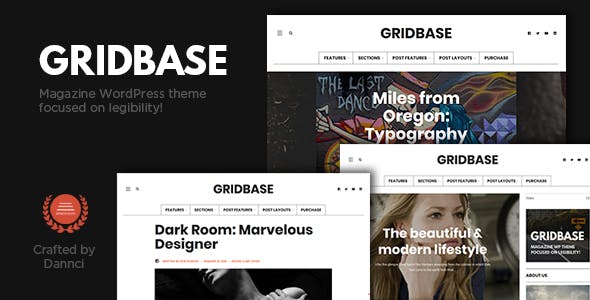 GRIDBASE
Magazine WordPress theme
focused on legibility!
Crafted by
Dannci
GRIDBASE
FEATURES
SECTIONS
POST FEATURES
POST LAYOUTS
PURCHASE
THE LAST
DANC
Miles from
Oregon:
Typography
GRIDBASE
FEATURES
SECTIONS
POST FEATURES
POST LAYOUTS
PURCHASE
Dark Room: Marvelous
Designer
GRIDBASE
FEATURES
SECTIONS
POST FEATURES
POST LAYOUTS
PURCHASE
The beautiful &
modern lifestyle
GRIDBASE
MAGAZINE WP THEME
FOCUSED ON LEGIBILITY!
ABOUT US